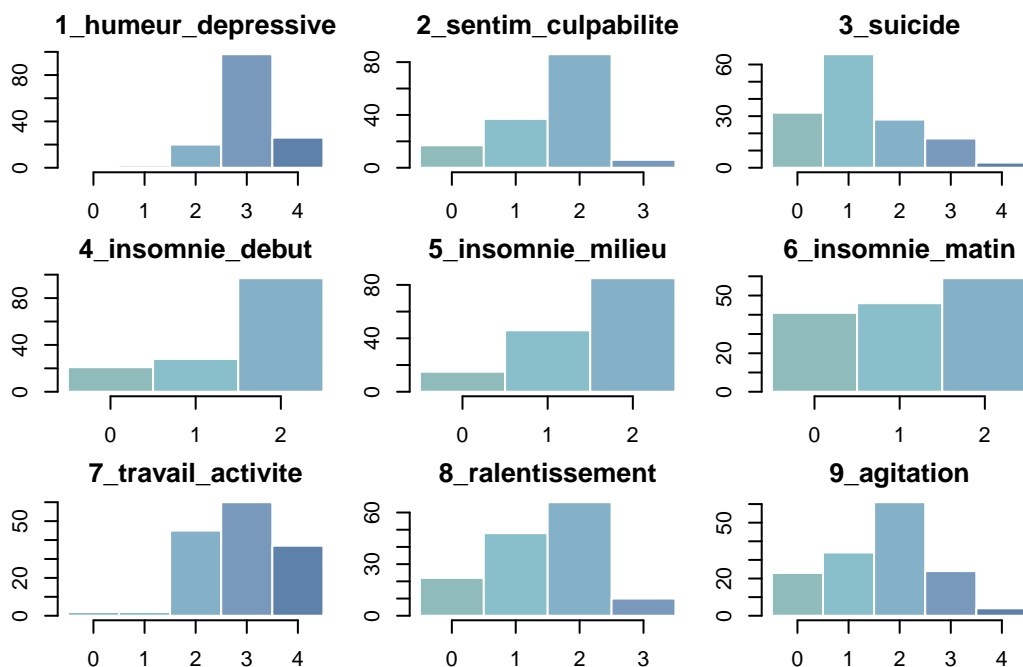 1_humeur_depressive
0 40 80
0 1 2 3 4
2_sentim_culpabilite
0 40 80
0 1 2 3
3_suicide
0 30 60
0 1 2 3 4
4_insomnie_debut
0 40 80
0 1 2
5_insomnie_milieu
0 40 80
0 1 2
6_insomnie_matin
0 20 50
0 1 2
7_travail_activite
0 20 50
0 1 2 3 4
8_ralentissement
0 30 60
0 1 2 3
9_agitation
0 20 50
0 1 2 3 4